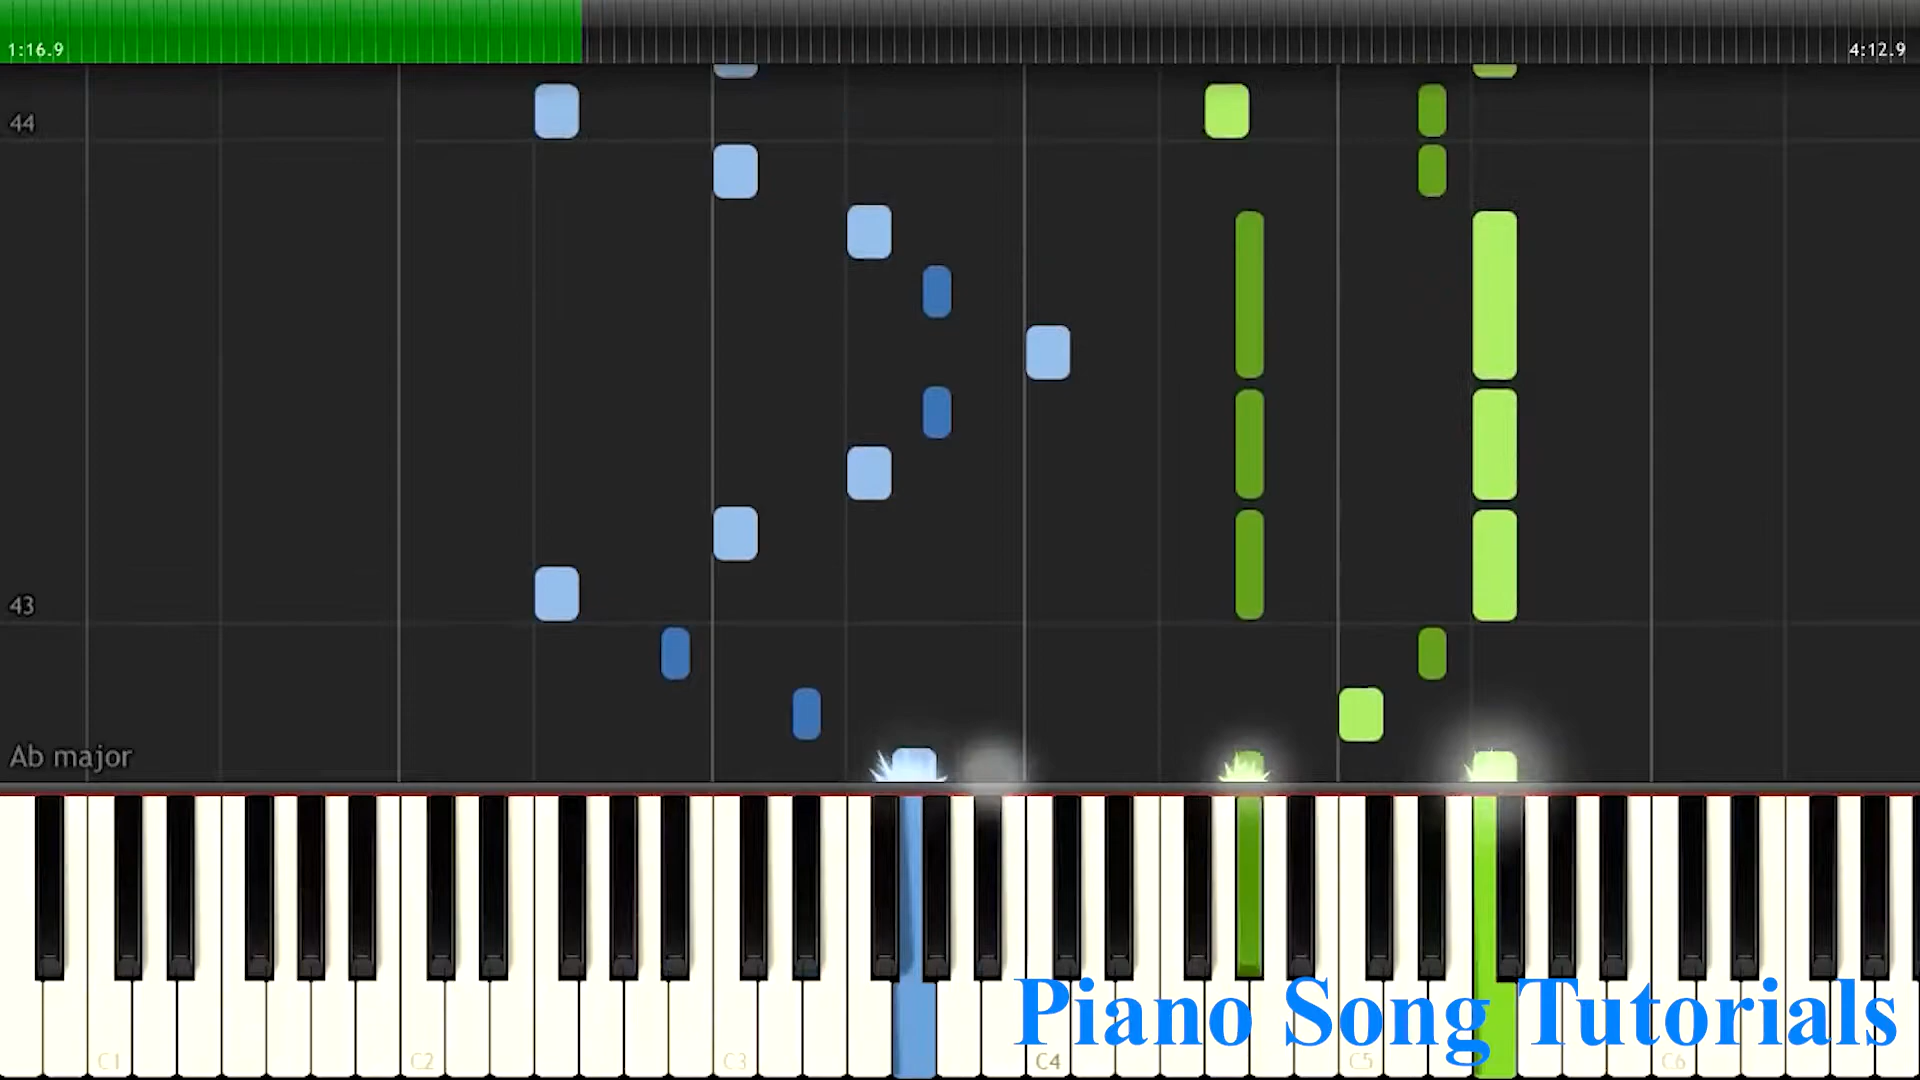 1:16.9
4:12.9
44
43
Ab major
Piano Song Tutorials
C1
C2
C3
C4
C5
C6